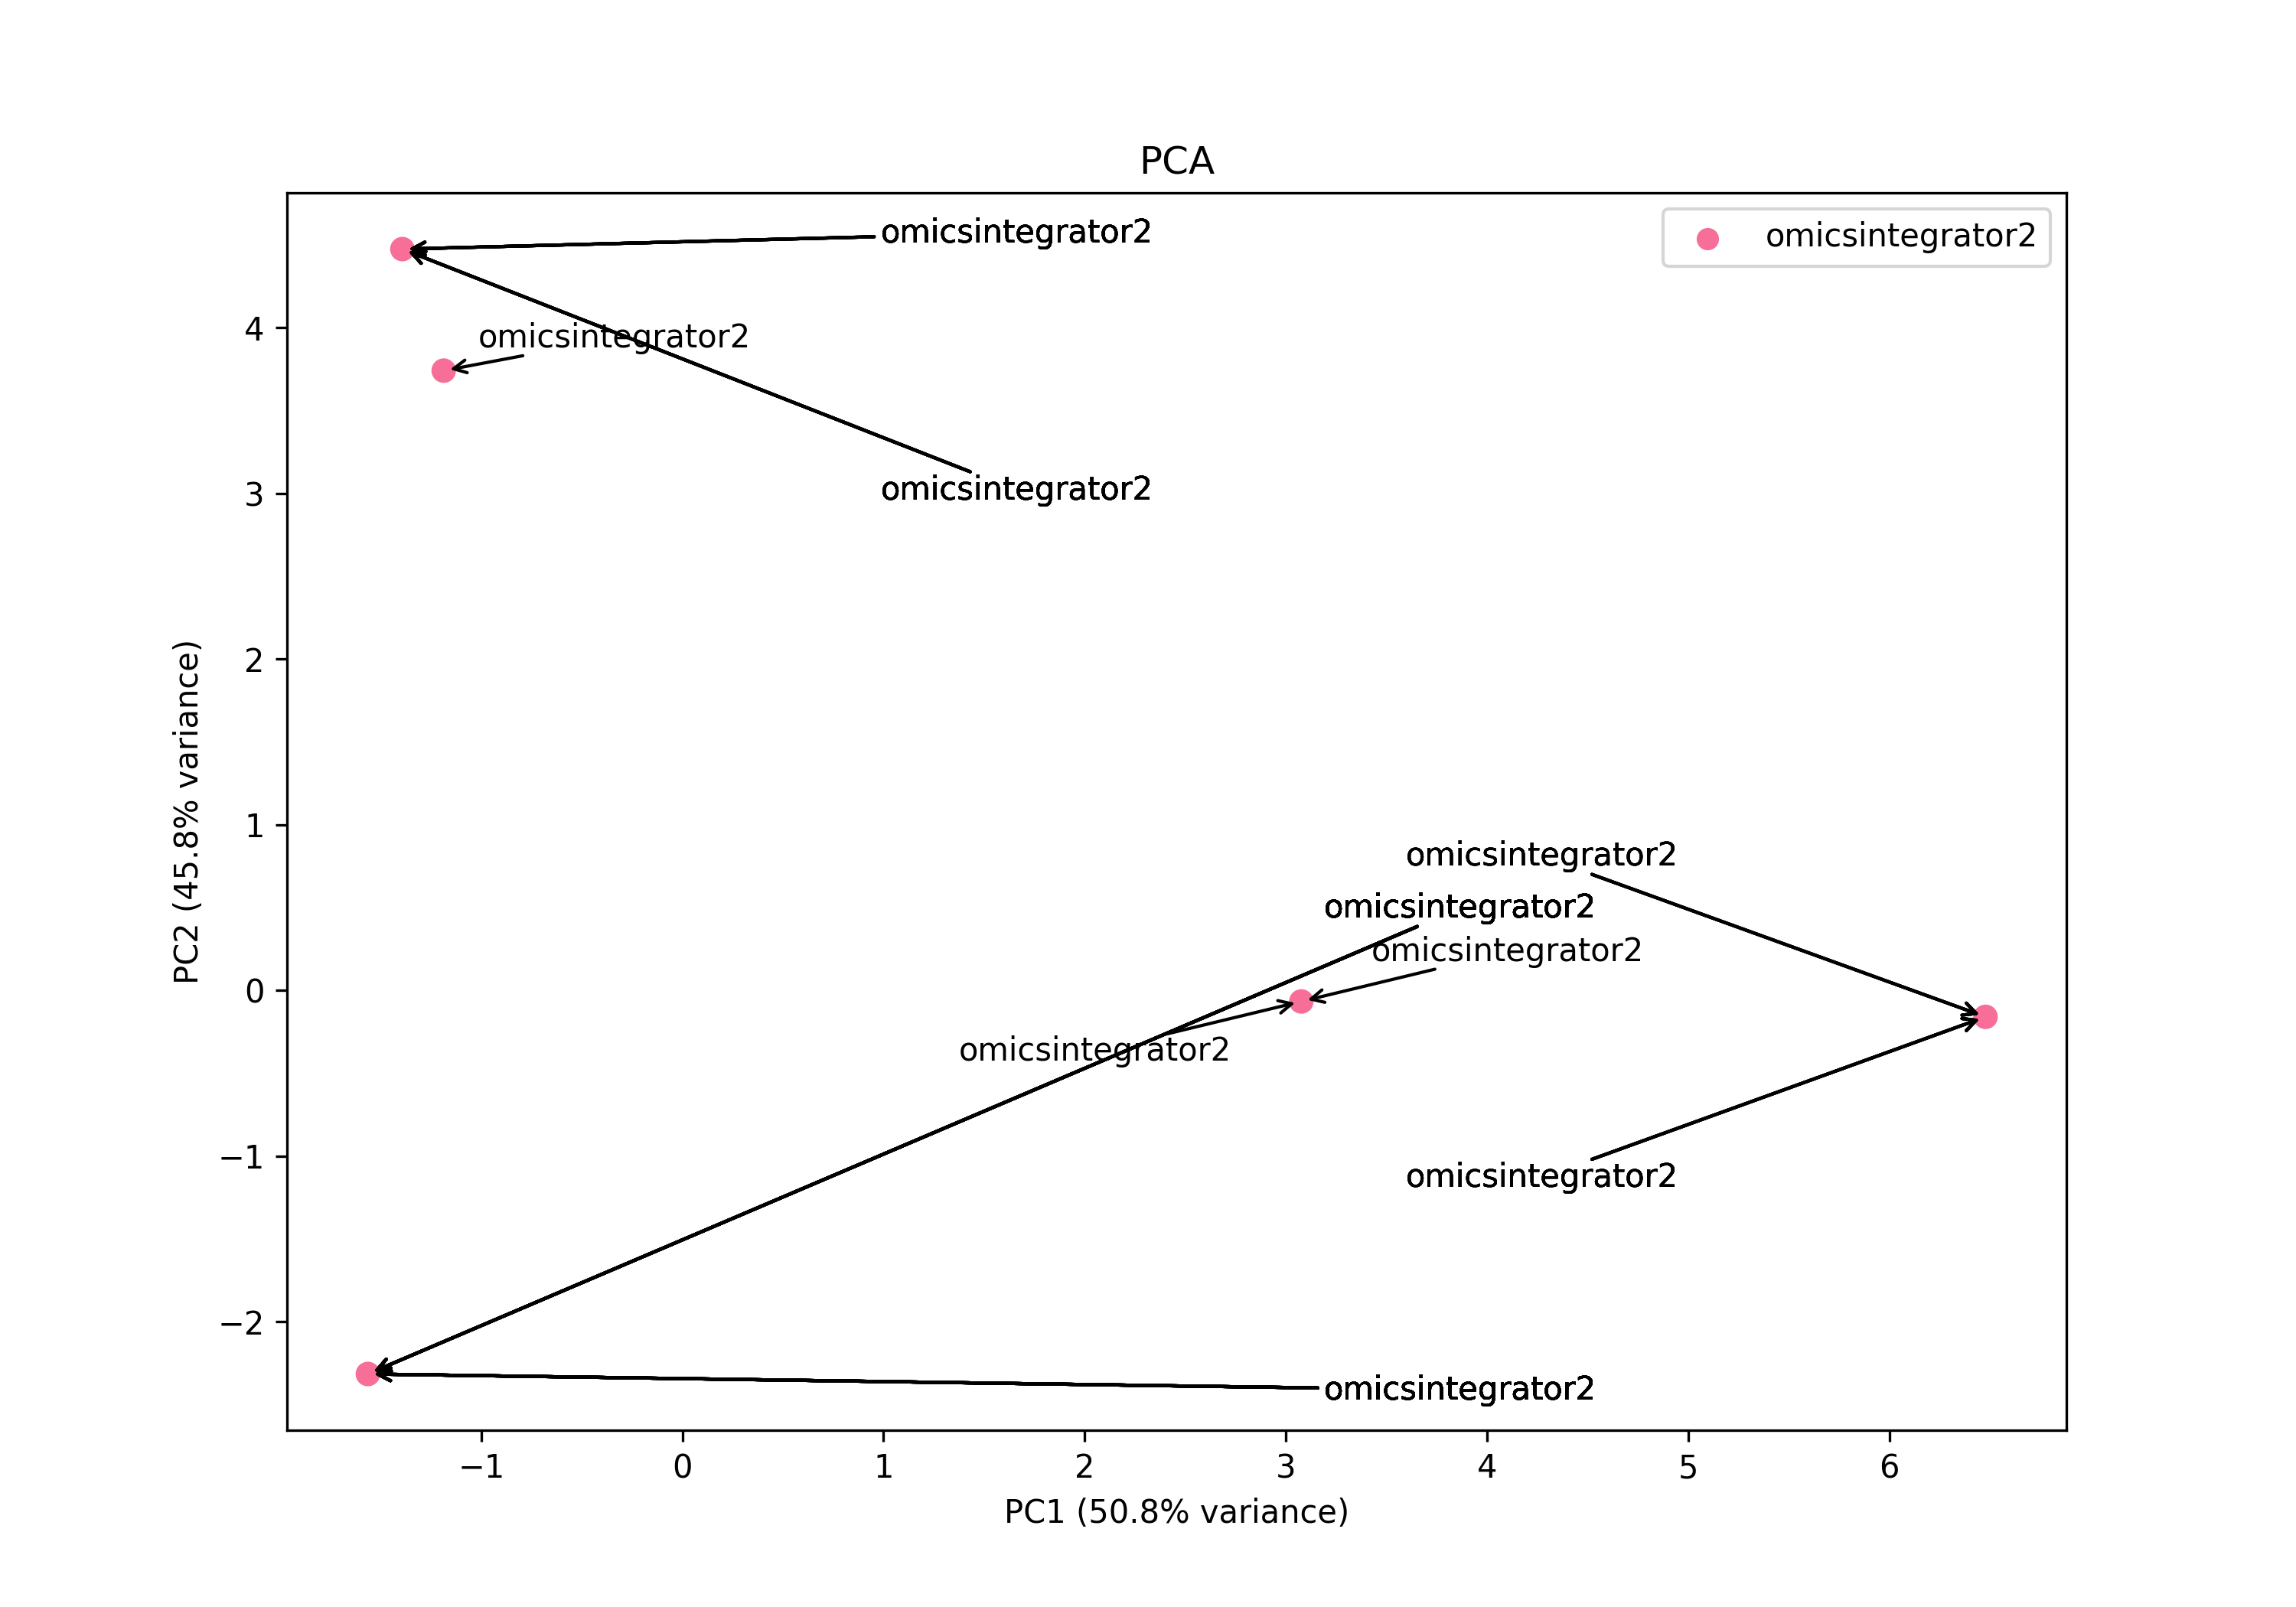 PCA
omicsintegrator2
omicsintegrator2
omicsintegrator2
omicsintegrator2
omicsintegrator2
omicsintegrator2
omicsintegrator2
omicsintegrator2
omicsintegrator2
omicsintegrator2
4
3
2
1
0
−1
−2
PC2 (45.8% variance)
−1 0 1 2 3 4 5 6
PC1 (50.8% variance)